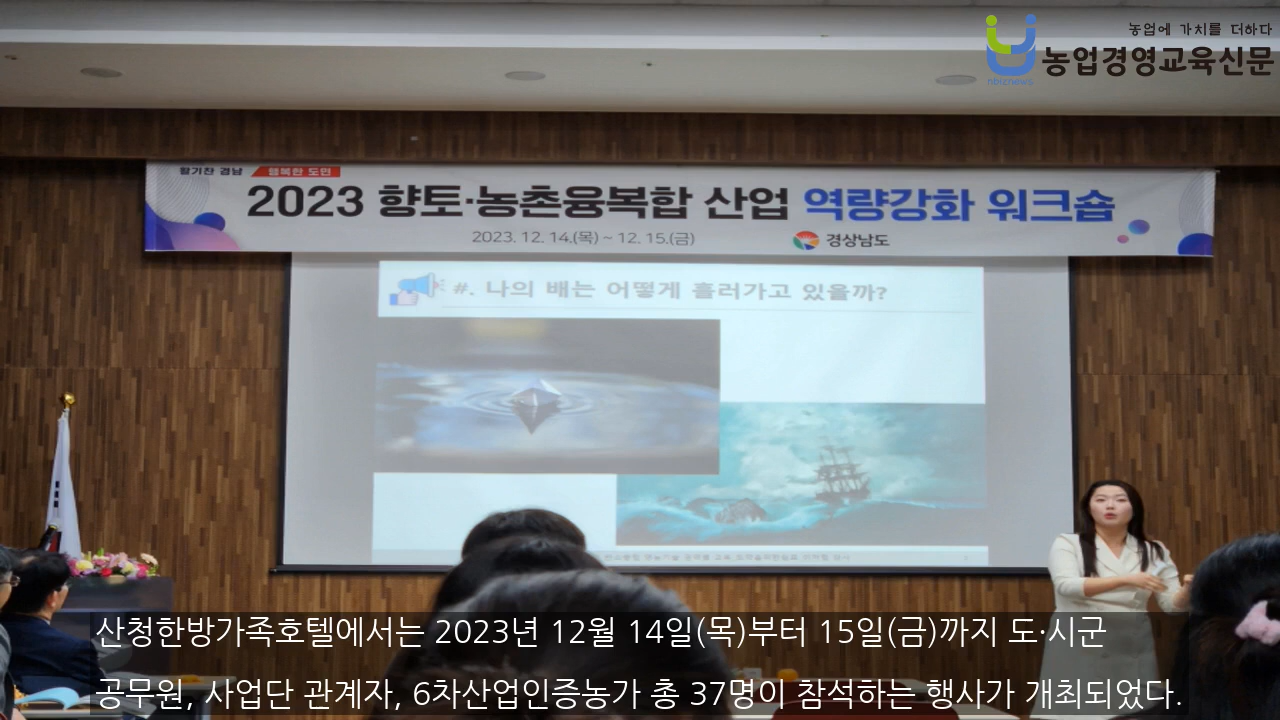 농업에 가치를 더하다
농업경영교육신문
nbiznews
활기찬 경남 행복한 도민
2023 향토·농촌융복합 산업 역량강화 워크숍
2023. 12. 14.(목) ~ 12. 15.(금) 경상남도
#. 나의 배는 어떻게 흘러가고 있을까?
산청한방가족호텔에서는 2023년 12월 14일(목)부터 15일(금)까지 도·시군
공무원, 사업단 관계자, 6차산업인증농가 총 37명이 참석하는 행사가 개최되었다.